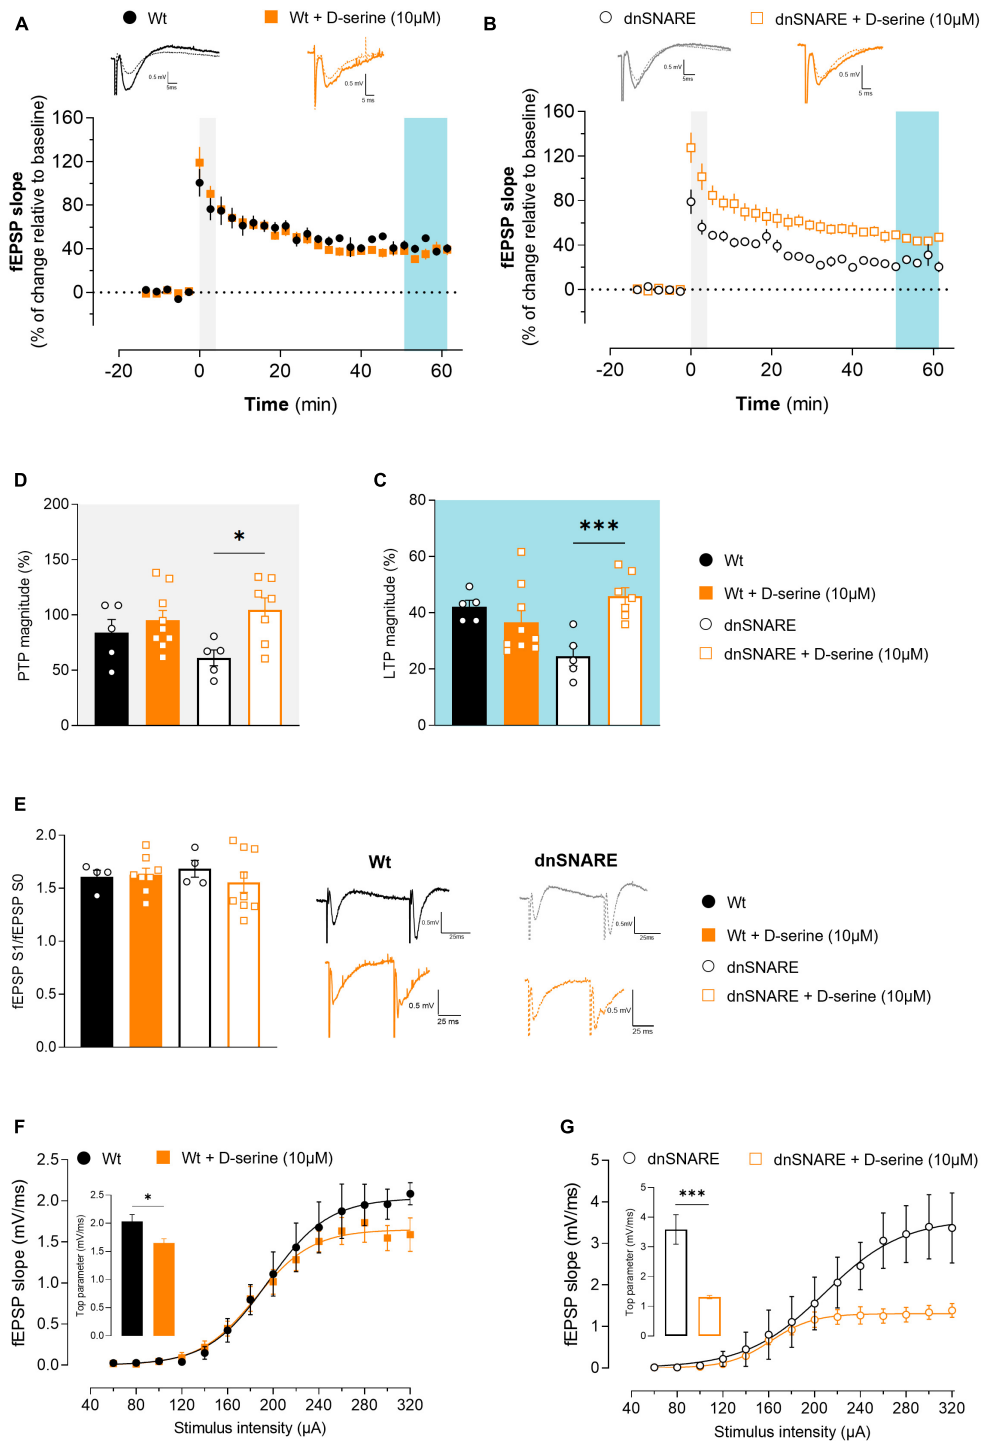 A
Wt
Wt + D-serine (10µM)
0.5 mV
5ms
0.5 mV
5 ms
fEPSP slope
(% of change relative to baseline)
160
120
80
40
0
-20
0
20
40
60
Time (min)
B
dnSNARE
dnSNARE + D-serine (10µM)
0.5 mV
5ms
0.5 mV
5 ms
fEPSP slope
(% of change relative to baseline)
160
120
80
40
0
-20
0
20
40
60
Time (min)
D
PTP magnitude (%)
200
150
100
50
0
*
C
LTP magnitude (%)
80
60
40
20
0
***
Wt
Wt + D-serine (10µM)
dnSNARE
dnSNARE + D-serine (10µM)
E
fEPSP S1/fEPSP S0
2.0
1.5
1.0
0.5
0.0
Wt
dnSNARE
0.5mV
25ms
0.5mV
25ms
0.5 mV
25 ms
0.5 mV
25 ms
Wt
Wt + D-serine (10µM)
dnSNARE
dnSNARE + D-serine (10µM)
F
Wt
Wt + D-serine (10µM)
fEPSP slope (mV/ms)
2.5
2.0
1.5
1.0
0.5
0.0
Top parameter (mV/ms)
2.5
2.0
1.5
1.0
0.5
0.0
*
40
80
120
160
200
240
280
320
Stimulus intensity (µA)
G
dnSNARE
dnSNARE + D-serine (10µM)
fEPSP slope (mV/ms)
5
4
3
2
1
0
Top parameter (mV/ms)
5
4
3
2
1
0
***
40
80
120
160
200
240
280
320
Stimulus intensity (µA)